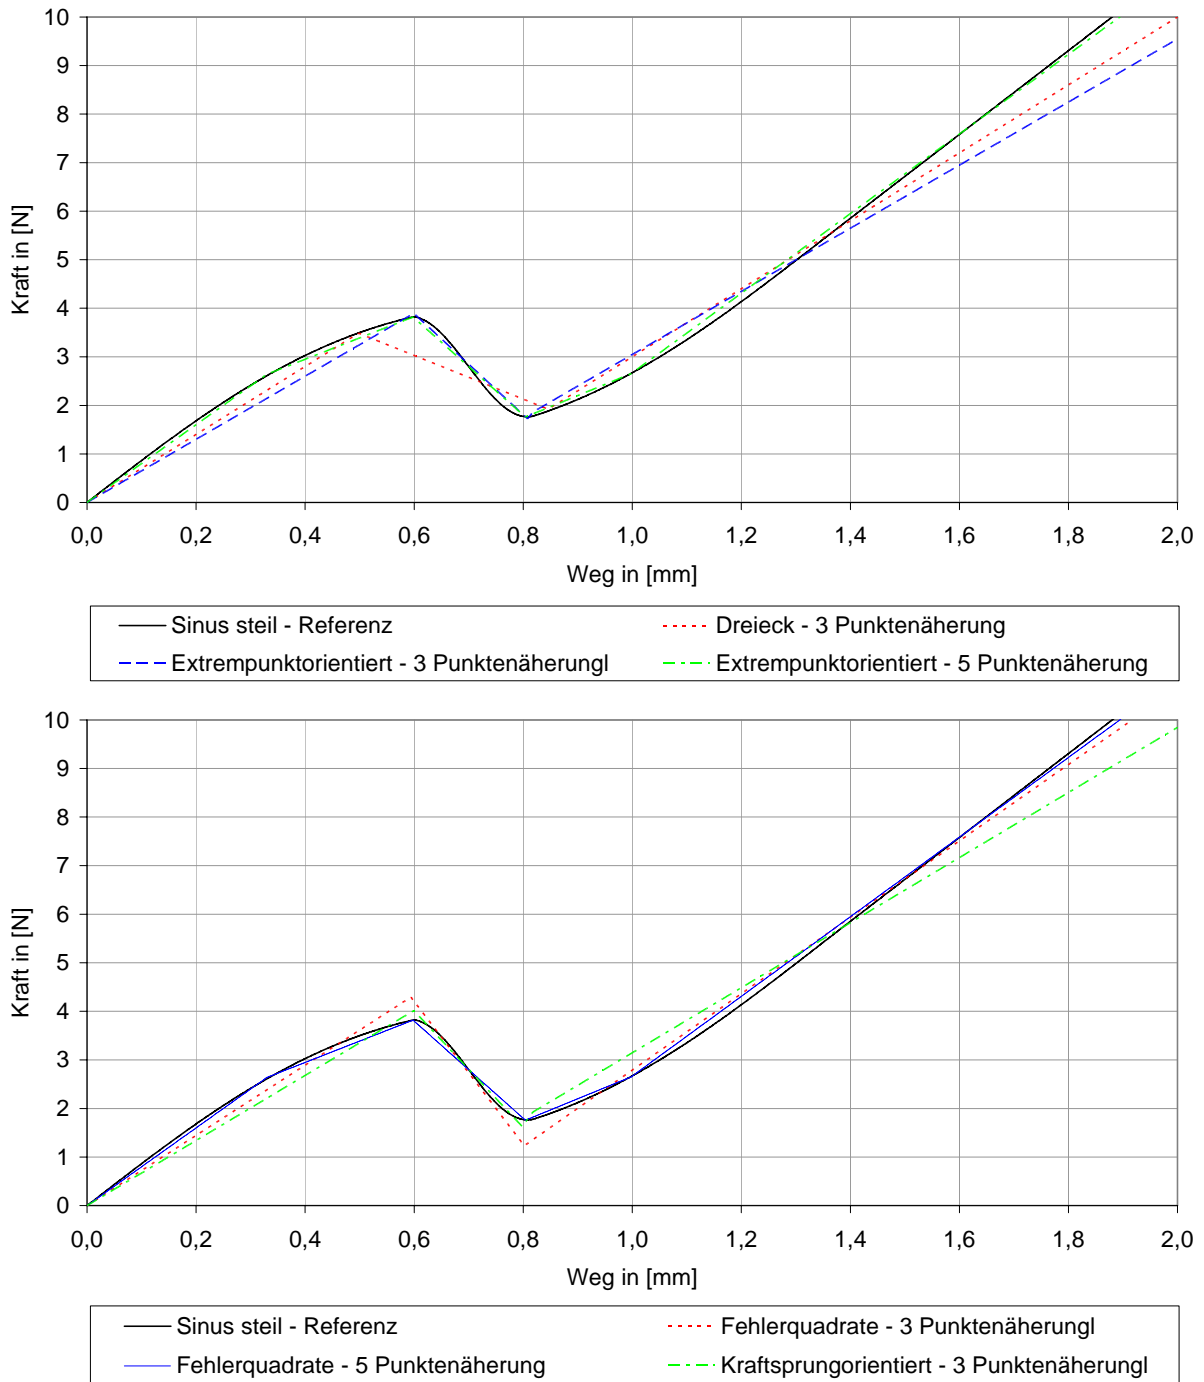 10
9
8
7
6
5
4
3
2
1
0
Kraft in [N]
0,0 0,2 0,4 0,6 0,8 1,0 1,2 1,4 1,6 1,8 2,0
Weg in [mm]
Sinus steil - Referenz Dreieck - 3 Punktenäherung
Extrempunktorientiert - 3 Punktenäherungl Extrempunktorientiert - 5 Punktenäherung
10
9
8
7
6
5
4
3
2
1
0
Kraft in [N]
0,0 0,2 0,4 0,6 0,8 1,0 1,2 1,4 1,6 1,8 2,0
Weg in [mm]
Sinus steil - Referenz Fehlerquadrate - 3 Punktenäherungl
Fehlerquadrate - 5 Punktenäherung Kraftsprungorientiert - 3 Punktenäherungl